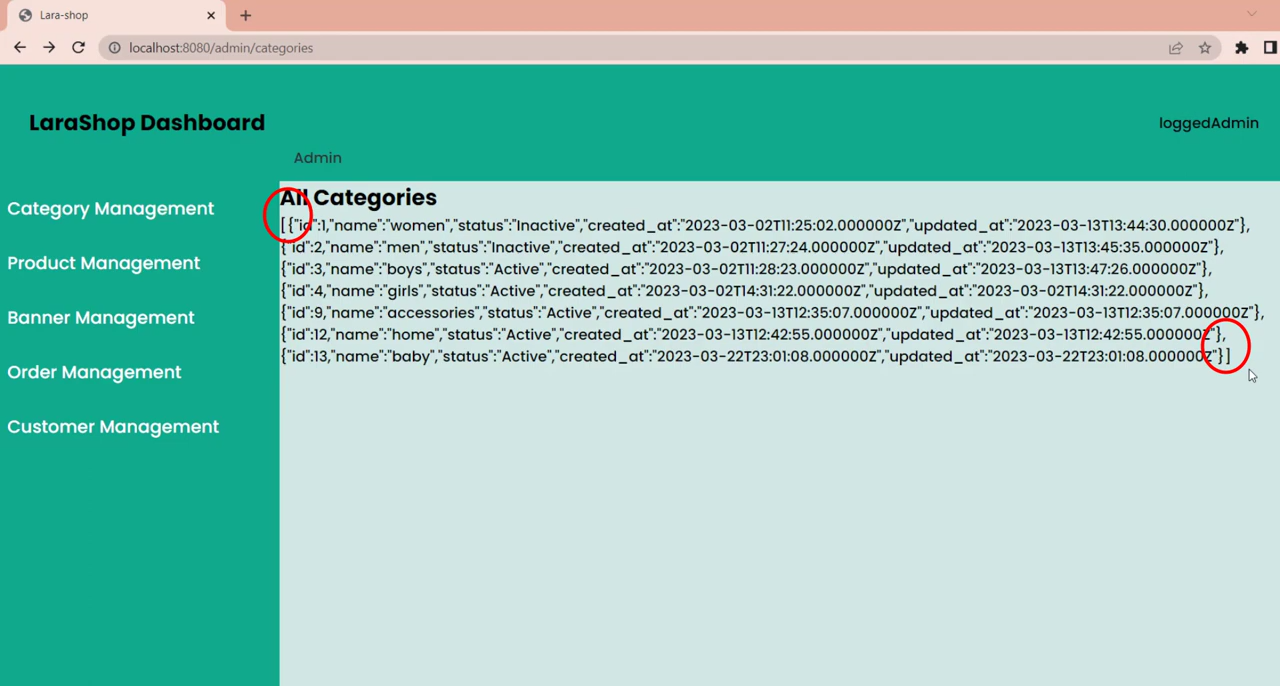 Lara-shop
localhost:8080/admin/categories
LaraShop Dashboard
loggedAdmin
Admin
Category Management
Product Management
Banner Management
Order Management
Customer Management
All Categories
[{"id":1,"name":"women","status":"Inactive","created_at":"2023-03-02T11:25:02.000000Z","updated_at":"2023-03-13T13:44:30.000000Z"},
{"id":2,"name":"men","status":"Inactive","created_at":"2023-03-02T11:27:24.000000Z","updated_at":"2023-03-13T13:45:35.000000Z"},
{"id":3,"name":"boys","status":"Active","created_at":"2023-03-02T11:28:23.000000Z","updated_at":"2023-03-13T13:47:26.000000Z"},
{"id":4,"name":"girls","status":"Active","created_at":"2023-03-02T14:31:22.000000Z","updated_at":"2023-03-02T14:31:22.000000Z"},
{"id":9,"name":"accessories","status":"Active","created_at":"2023-03-13T12:35:07.000000Z","updated_at":"2023-03-13T12:35:07.000000Z"},
{"id":12,"name":"home","status":"Active","created_at":"2023-03-13T12:42:55.000000Z","updated_at":"2023-03-13T12:42:55.000000Z"},
{"id":13,"name":"baby","status":"Active","created_at":"2023-03-22T23:01:08.000000Z","updated_at":"2023-03-22T23:01:08.000000Z"}]